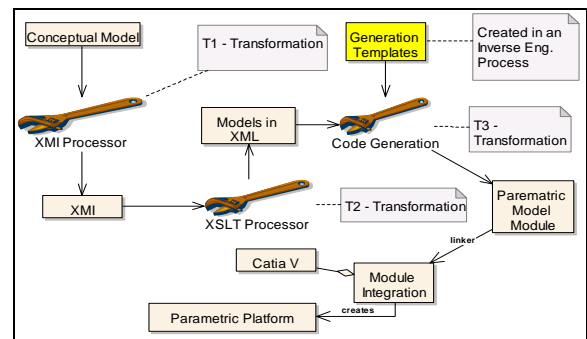 Conceptual Model
T1 - Transformation
Generation
Templates
Created in an
Inverse Eng.
Process
XMI Processor
Models in
XML
Code Generation
T3 -
Transformation
XMI
XSLT Processor
T2 - Transformation
Parematric
Model
Module
linker
Catia V
Module
Integration
creates
Parametric Platform